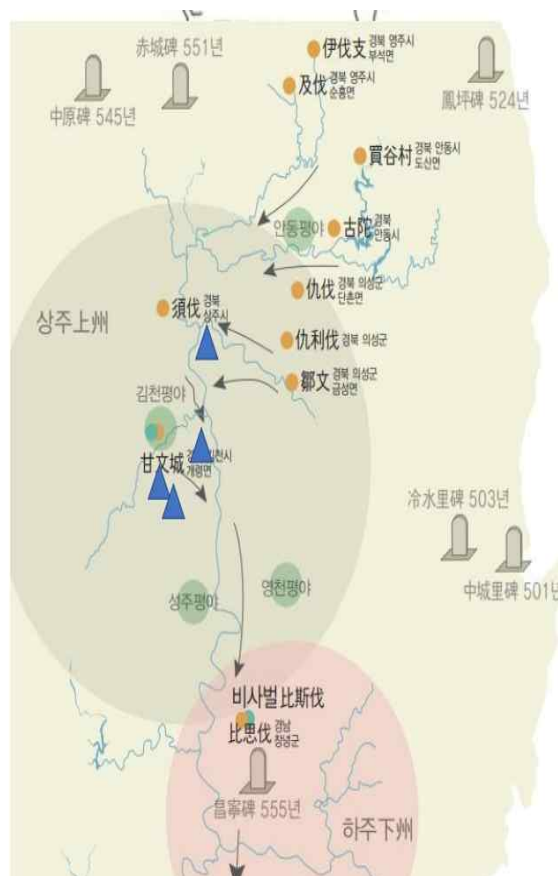 赤城碑 551년
伊伐支 경북 영주시
부석면
及伐 경북 영주시
순흥면
中原碑 545년
鳳坪碑 524년
買谷村 경북 안동시
도산면
안동평야
古陀 경북
안동시
仇伐 경북 의성군
단촌면
須伐 경북
상주시
상주上州
仇利伐 경북 의성군
鄒文 경북 의성군
금성면
김천평야
甘文城
김천시
개령면
冷水里碑 503년
中城里碑 501년
성주평야
영천평야
비사벌 比斯伐
比思伐 경남
창녕군
昌寧碑 555년
하주下州